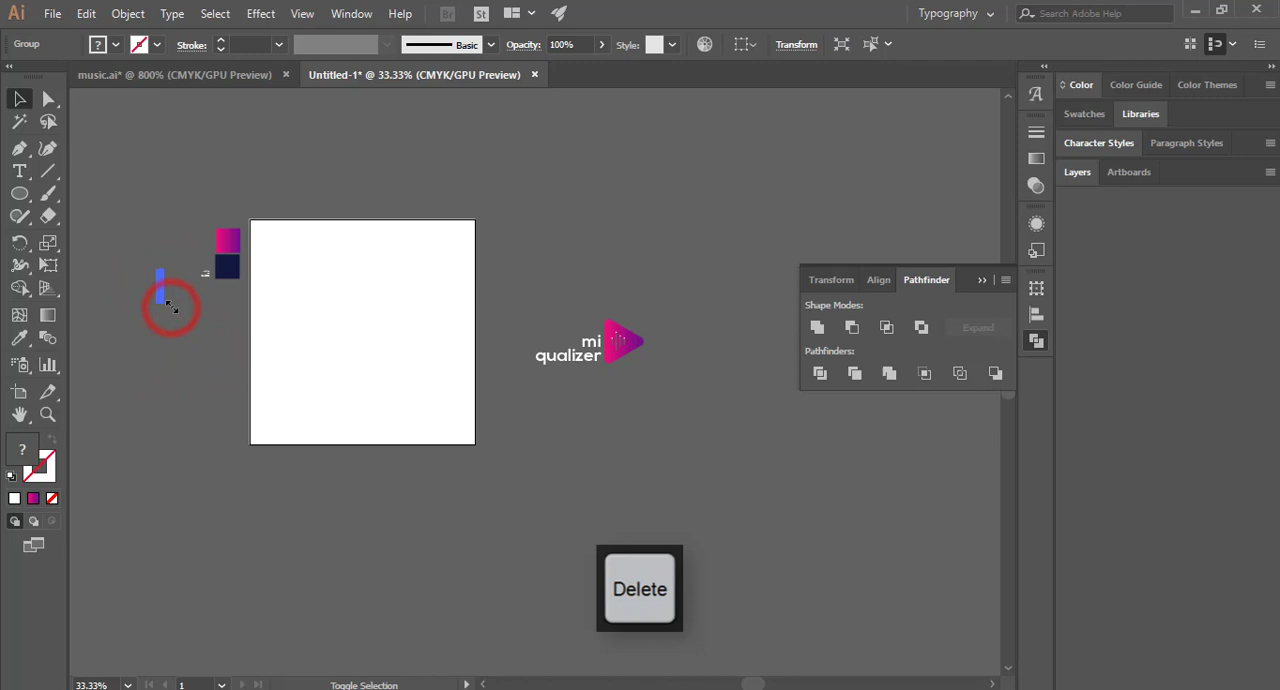 Ai File Edit Object Type Select Effect View Window Help Br St Typography Search Adobe Help
Group ? Stroke: Basic Opacity: 100% Style: Transform
music.ai* @ 800% (CMYK/GPU Preview) Untitled-1* @ 33.33% (CMYK/GPU Preview)
Color Color Guide Color Themes
Swatches Libraries
Character Styles Paragraph Styles
Layers Artboards
Transform Align Pathfinder
Shape Modes:
Expand
Pathfinders:
mi
qualizer
?
Delete
33.33% 1 Toggle Selection